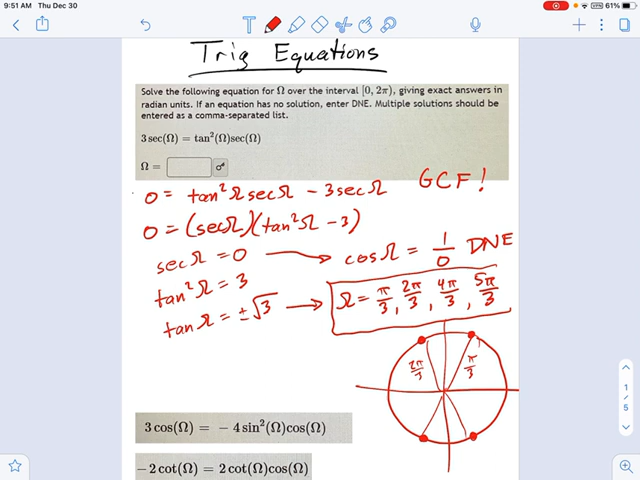 9:51 AM Thu Dec 30
61%
Trig Equations
Solve the following equation for Ω over the interval [0, 2π), giving exact answers in
radian units. If an equation has no solution, enter DNE. Multiple solutions should be
entered as a comma-separated list.
3 sec(Ω) = tan²(Ω)sec(Ω)
Ω =
0 = tan²Ω secΩ - 3secΩ GCF!
0 = (secΩ)(tan²Ω - 3)
secΩ = 0 → cosΩ = 1/0 DNE
tan²Ω = 3
tanΩ = ±√3 → Ω = π/3, 2π/3, 4π/3, 5π/3
2π/3 π/3
3 cos(Ω) = − 4 sin²(Ω)cos(Ω)
−2 cot(Ω) = 2 cot(Ω)cos(Ω)
1
/
5